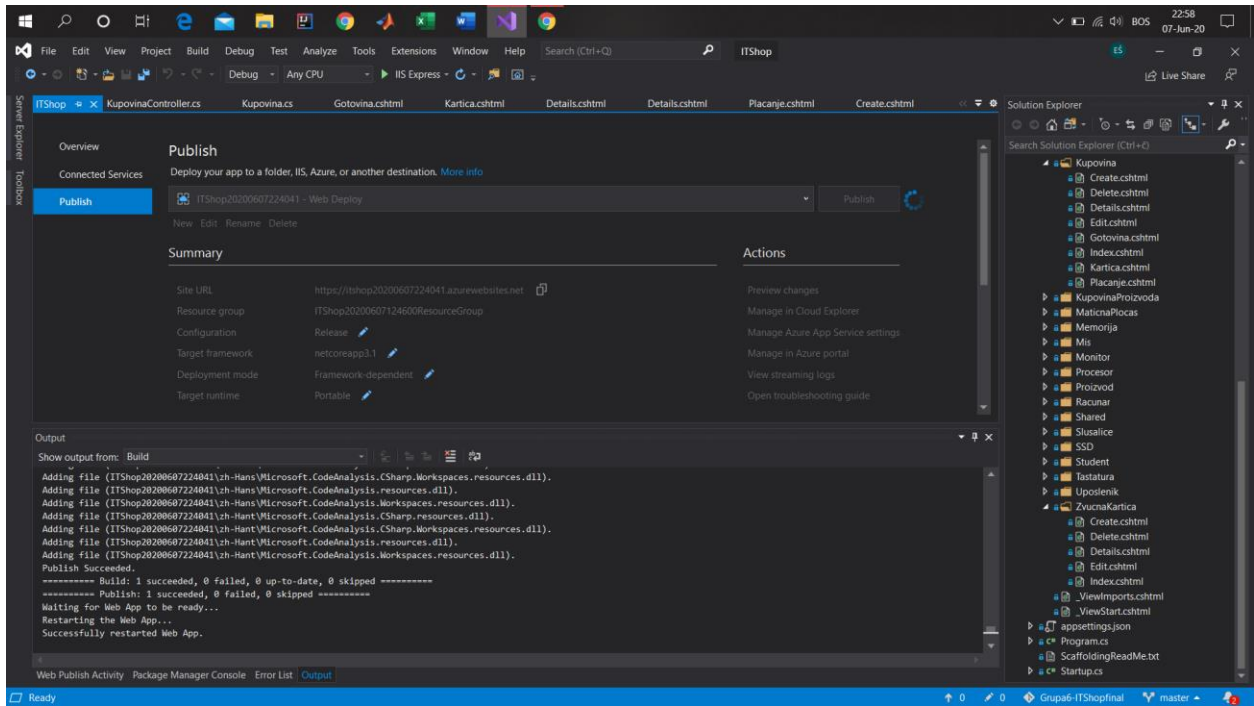 BOS
22:58
07-Jun-20
File Edit View Project Build Debug Test Analyze Tools Extensions Window Help Search (Ctrl+Q) ITShop EŠ
Debug Any CPU IIS Express Live Share
Server Explorer
Toolbox
ITShop KupovinaController.cs Kupovina.cs Gotovina.cshtml Kartica.cshtml Details.cshtml Details.cshtml Placanje.cshtml Create.cshtml
Overview
Connected Services
Publish
Publish
Deploy your app to a folder, IIS, Azure, or another destination. More info
ITShop20200607224041 - Web Deploy Publish
New Edit Rename Delete
Summary
Site URL https://itshop20200607224041.azurewebsites.net
Resource group ITShop20200607124600ResourceGroup
Configuration Release
Target framework netcoreapp3.1
Deployment mode Framework-dependent
Target runtime Portable
Actions
Preview changes
Manage in Cloud Explorer
Manage Azure App Service settings
Manage in Azure portal
View streaming logs
Open troubleshooting guide
Output
Show output from: Build
Adding file (ITShop20200607224041\zh-Hans\Microsoft.CodeAnalysis.CSharp.Workspaces.resources.dll).
Adding file (ITShop20200607224041\zh-Hans\Microsoft.CodeAnalysis.resources.dll).
Adding file (ITShop20200607224041\zh-Hans\Microsoft.CodeAnalysis.Workspaces.resources.dll).
Adding file (ITShop20200607224041\zh-Hant\Microsoft.CodeAnalysis.CSharp.resources.dll).
Adding file (ITShop20200607224041\zh-Hant\Microsoft.CodeAnalysis.CSharp.Workspaces.resources.dll).
Adding file (ITShop20200607224041\zh-Hant\Microsoft.CodeAnalysis.resources.dll).
Adding file (ITShop20200607224041\zh-Hant\Microsoft.CodeAnalysis.Workspaces.resources.dll).
Publish Succeeded.
========== Build: 1 succeeded, 0 failed, 0 up-to-date, 0 skipped ==========
========== Publish: 1 succeeded, 0 failed, 0 skipped ==========
Waiting for Web App to be ready...
Restarting the Web App...
Successfully restarted Web App.
Web Publish Activity Package Manager Console Error List Output
Solution Explorer
Search Solution Explorer (Ctrl+č)
Kupovina
Create.cshtml
Delete.cshtml
Details.cshtml
Edit.cshtml
Gotovina.cshtml
Index.cshtml
Kartica.cshtml
Placanje.cshtml
KupovinaProizvoda
MaticnaPlocas
Memorija
Mis
Monitor
Procesor
Proizvod
Racunar
Shared
Slusalice
SSD
Student
Tastatura
Uposlenik
ZvucnaKartica
Create.cshtml
Delete.cshtml
Details.cshtml
Edit.cshtml
Index.cshtml
_ViewImports.cshtml
_ViewStart.cshtml
appsettings.json
C# Program.cs
ScaffoldingReadMe.txt
C# Startup.cs
Ready 0 0 Grupa6-ITShopfinal master 2